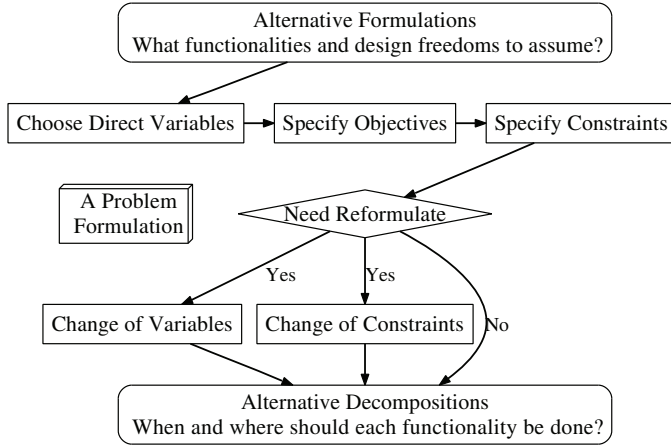 Alternative Formulations
What functionalities and design freedoms to assume?
Choose Direct Variables
Specify Objectives
Specify Constraints
A Problem
Formulation
Need Reformulate
Yes
Yes
No
Change of Variables
Change of Constraints
Alternative Decompositions
When and where should each functionality be done?